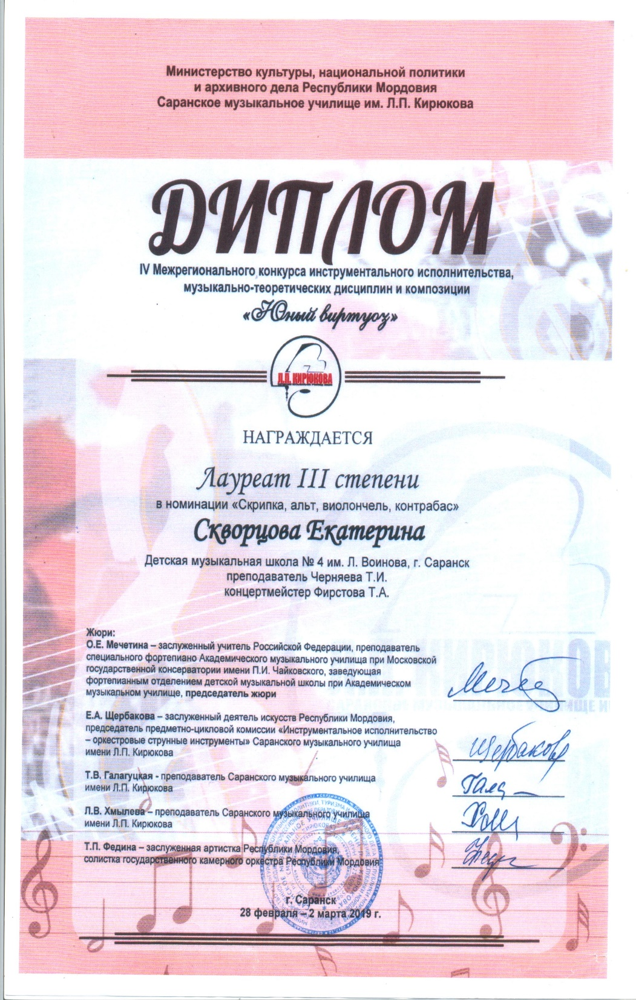 Министерство культуры, национальной политики
и архивного дела Республики Мордовия
Саранское музыкальное училище им. Л.П. Кирюкова
ДИПЛОМ
IV Межрегионального конкурса инструментального исполнительства,
музыкально-теоретических дисциплин и композиции
«Юный виртуоз»
Л.П. КИРЮКОВА
НАГРАЖДАЕТСЯ
Лауреат III степени
в номинации «Скрипка, альт, виолончель, контрабас»
Скворцова Екатерина
Детская музыкальная школа № 4 им. Л. Воинова, г. Саранск
преподаватель Черняева Т.И.
концертмейстер Фирстова Т.А.
Жюри:
О.Е. Мечетина – заслуженный учитель Российской Федерации, преподаватель
специального фортепиано Академического музыкального училища при Московской
государственной консерватории имени П.И. Чайковского, заведующая
фортепианным отделением детской музыкальной школы при Академическом
музыкальном училище, председатель жюри
Е.А. Щербакова – заслуженный деятель искусств Республики Мордовия,
председатель предметно-цикловой комиссии «Инструментальное исполнительство
– оркестровые струнные инструменты» Саранского музыкального училища
имени Л.П. Кирюкова
Щербакова
Т.В. Галагуцкая - преподаватель Саранского музыкального училища
имени Л.П. Кирюкова
Л.В. Хмылева – преподаватель Саранского музыкального училища
имени Л.П. Кирюкова
Т.П. Федина – заслуженная артистка Республики Мордовия,
солистка государственного камерного оркестра Республики Мордовия
г. Саранск
28 февраля – 2 марта 2019 г.